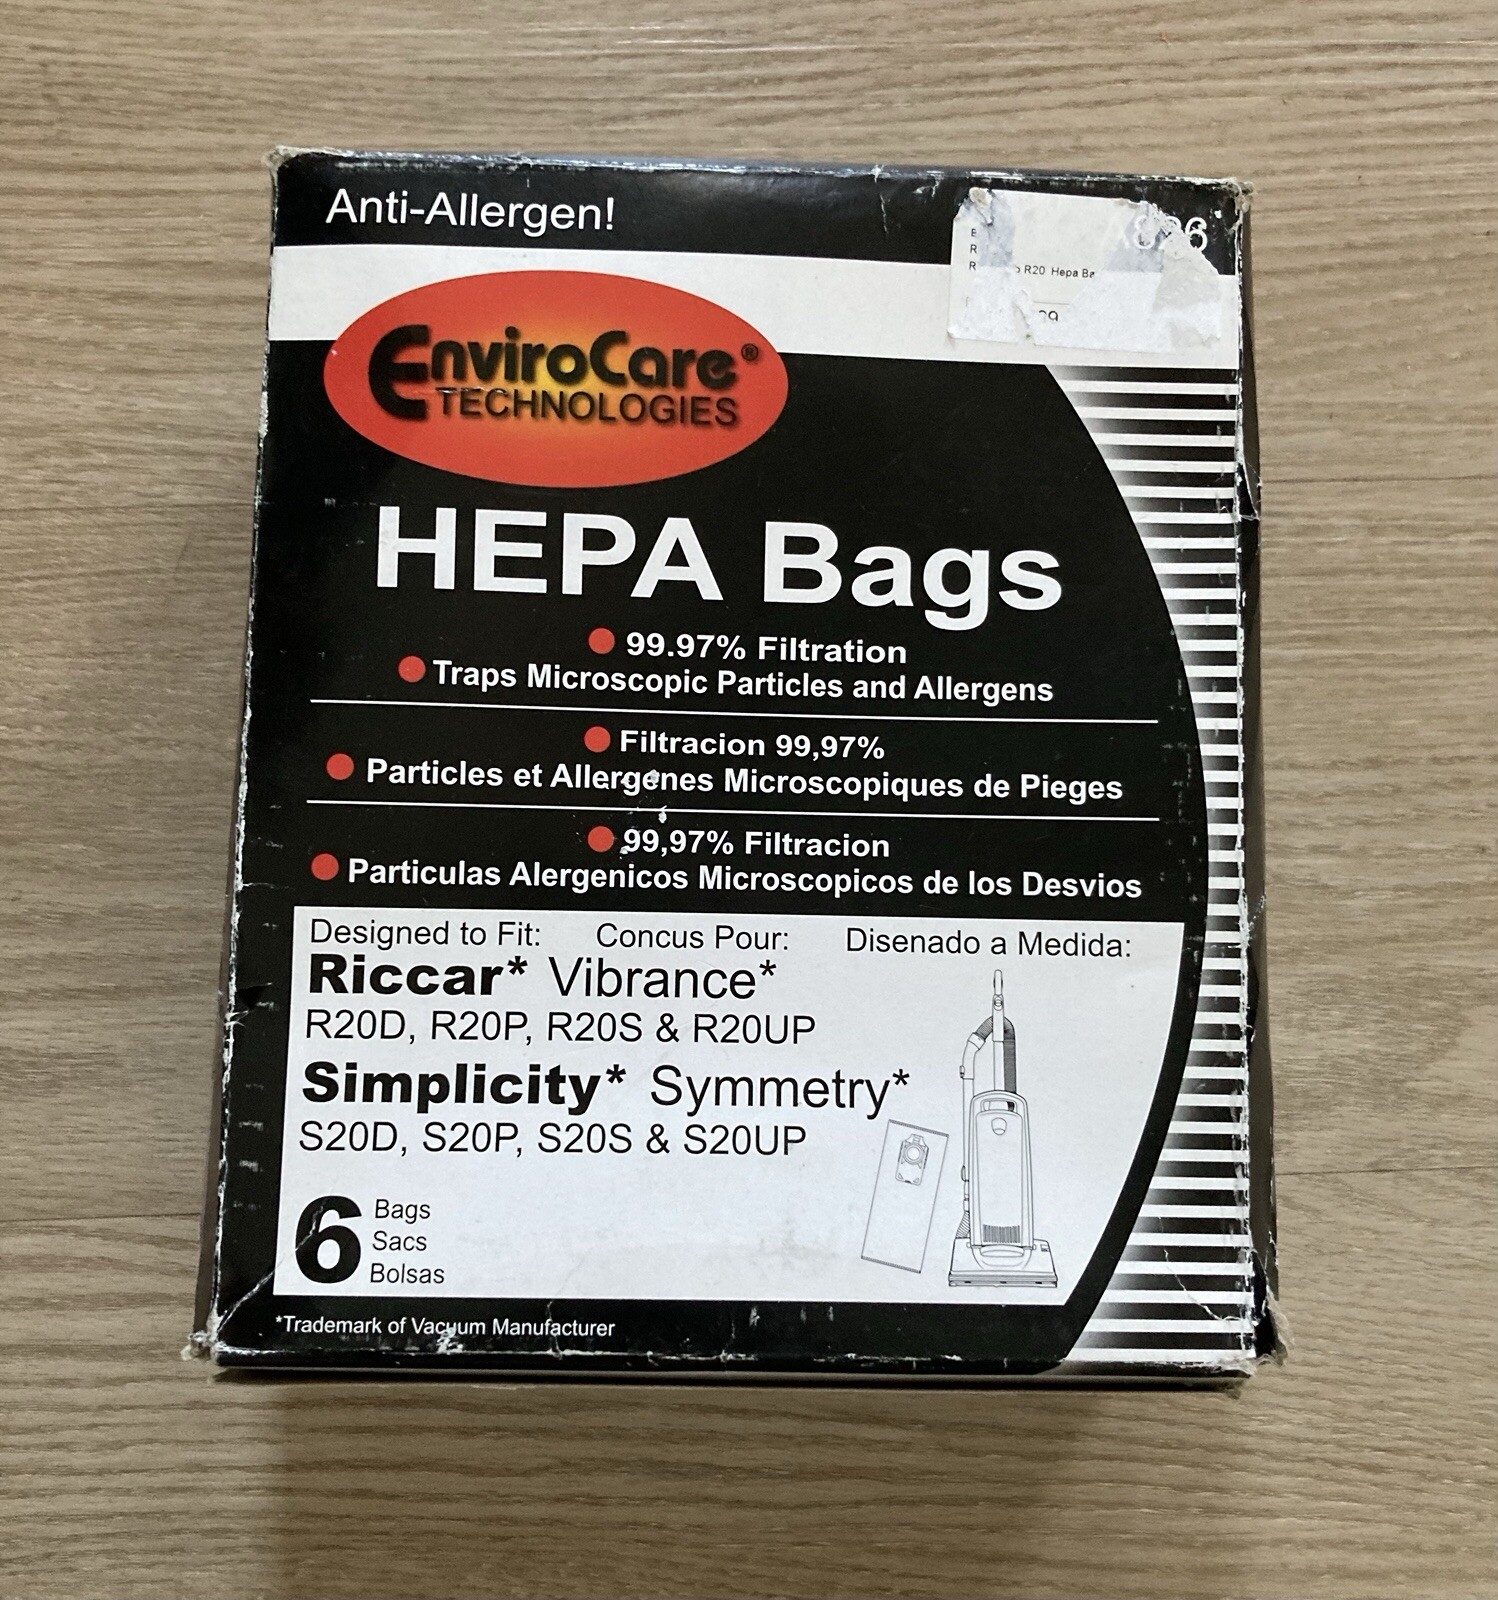 Anti-Allergen!
R20 Hepa
EnviroCare®
TECHNOLOGIES
HEPA Bags
99.97% Filtration
Traps Microscopic Particles and Allergens
Filtracion 99,97%
Particles et Allergenes Microscopiques de Pieges
99,97% Filtracion
Particulas Alergenicos Microscopicos de los Desvios
Designed to Fit: Concus Pour: Disenado a Medida:
Riccar* Vibrance*
R20D, R20P, R20S & R20UP
Simplicity* Symmetry*
S20D, S20P, S20S & S20UP
6 Bags
Sacs
Bolsas
*Trademark of Vacuum Manufacturer